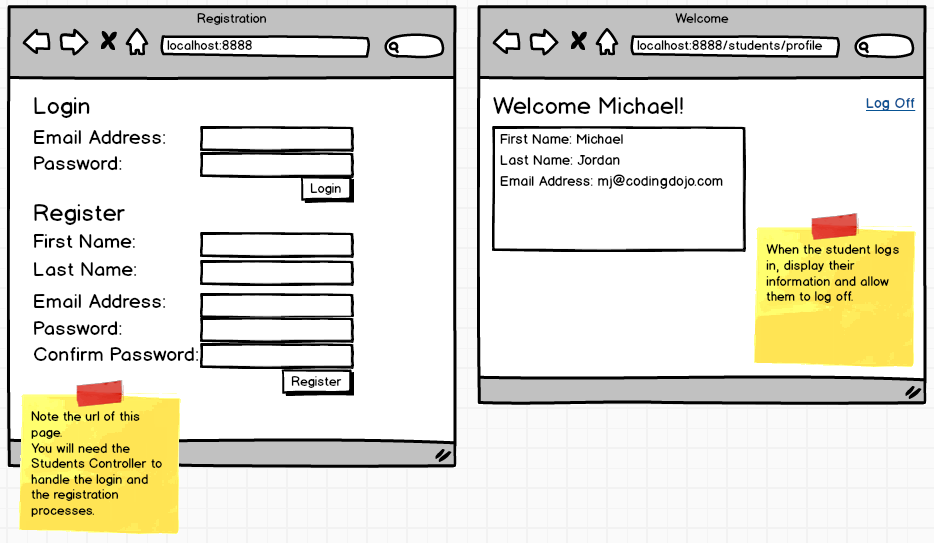 Registration
localhost:8888
Login
Email Address:
Password:
Login
Register
First Name:
Last Name:
Email Address:
Password:
Confirm Password:
Register
Note the url of this
page.
You will need the
Students Controller to
handle the login and
the registration
processes.
Welcome
localhost:8888/students/profile
Welcome Michael!
Log Off
First Name: Michael
Last Name: Jordan
Email Address: mj@codingdojo.com
When the student logs
in, display their
information and allow
them to log off.